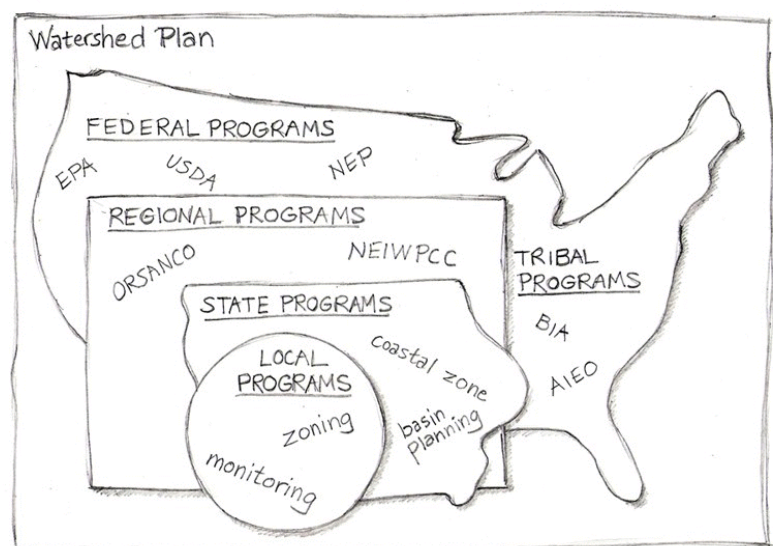 Watershed Plan
FEDERAL PROGRAMS
EPA
USDA
NEP
REGIONAL PROGRAMS
ORSANCO
NEIWPCC
TRIBAL
PROGRAMS
BIA
AIEO
STATE PROGRAMS
coastal zone
basin
planning
LOCAL
PROGRAMS
zoning
monitoring